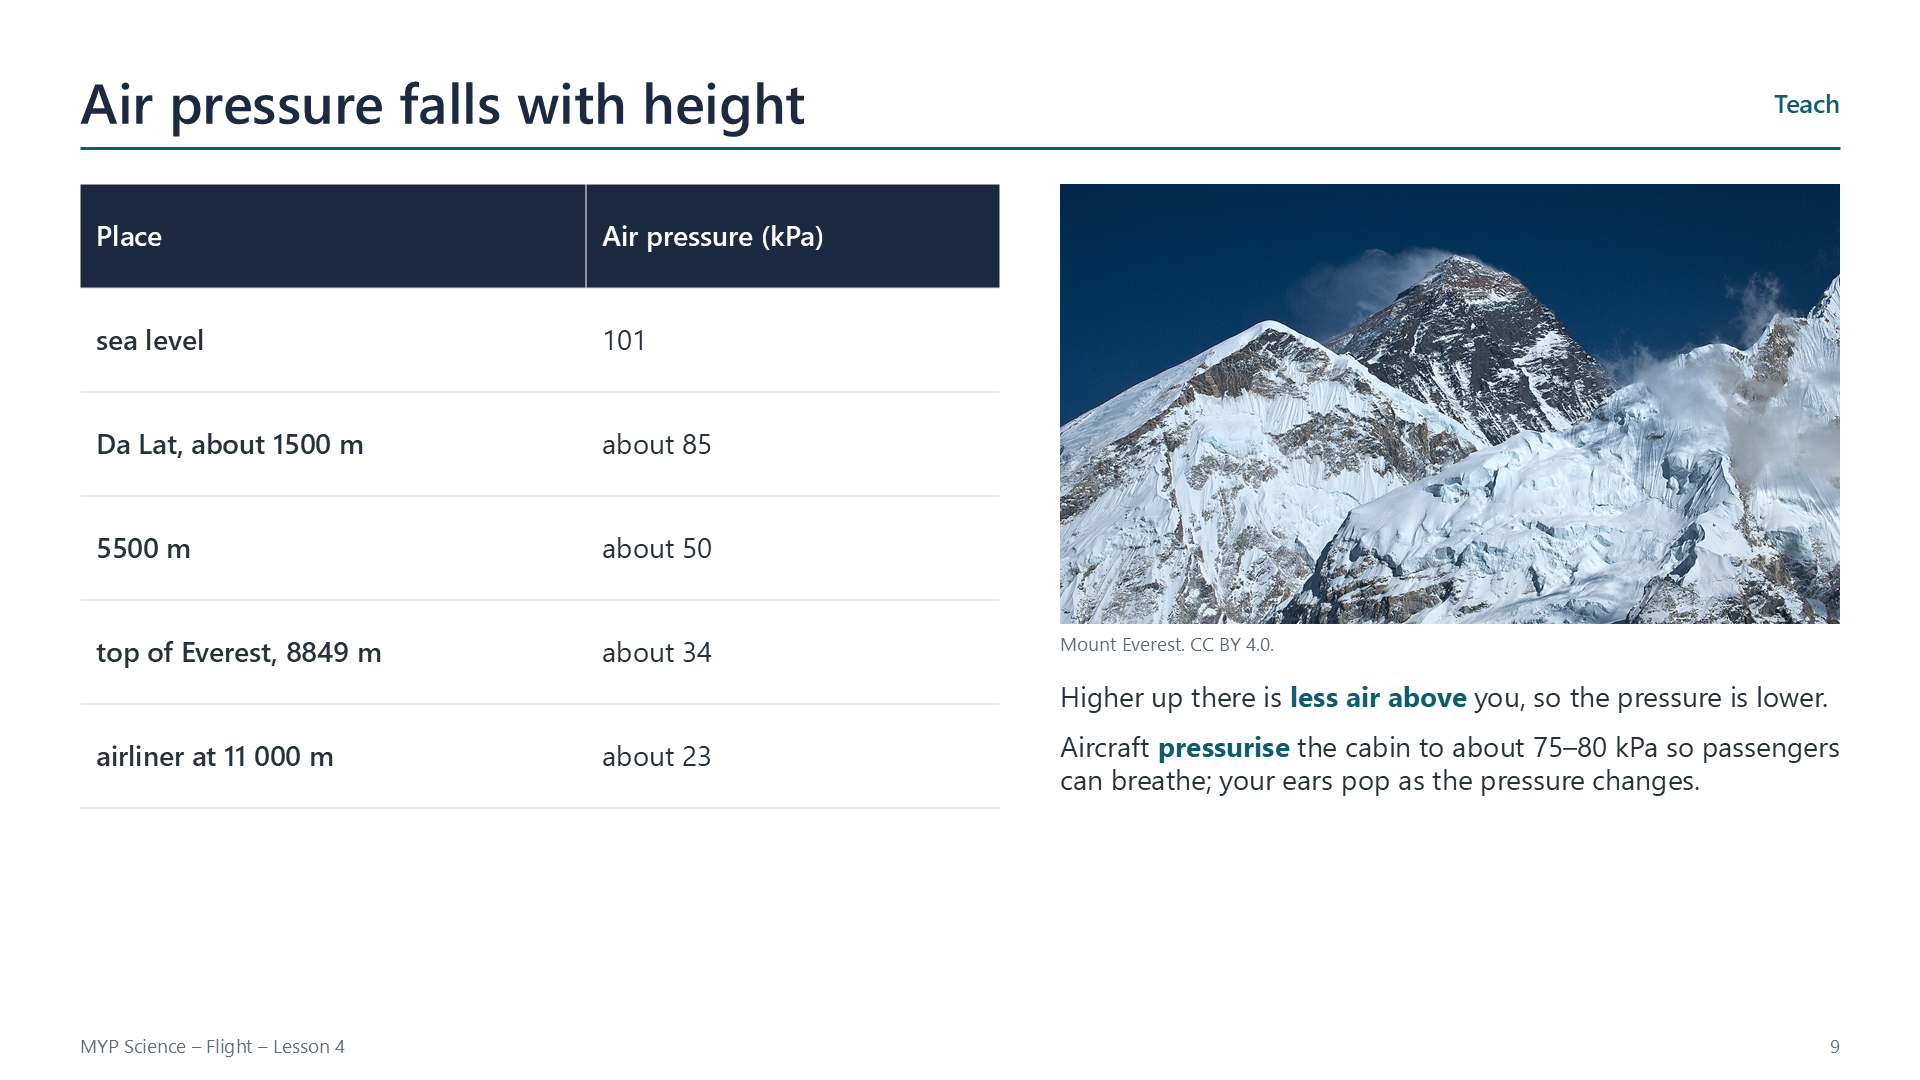 Air pressure falls with height
Teach
Place
Air pressure (kPa)
sea level
101
Da Lat, about 1500 m
about 85
5500 m
about 50
top of Everest, 8849 m
about 34
airliner at 11 000 m
about 23
Mount Everest. CC BY 4.0.
Higher up there is less air above you, so the pressure is lower.
Aircraft pressurise the cabin to about 75–80 kPa so passengers
can breathe; your ears pop as the pressure changes.
MYP Science – Flight – Lesson 4
9